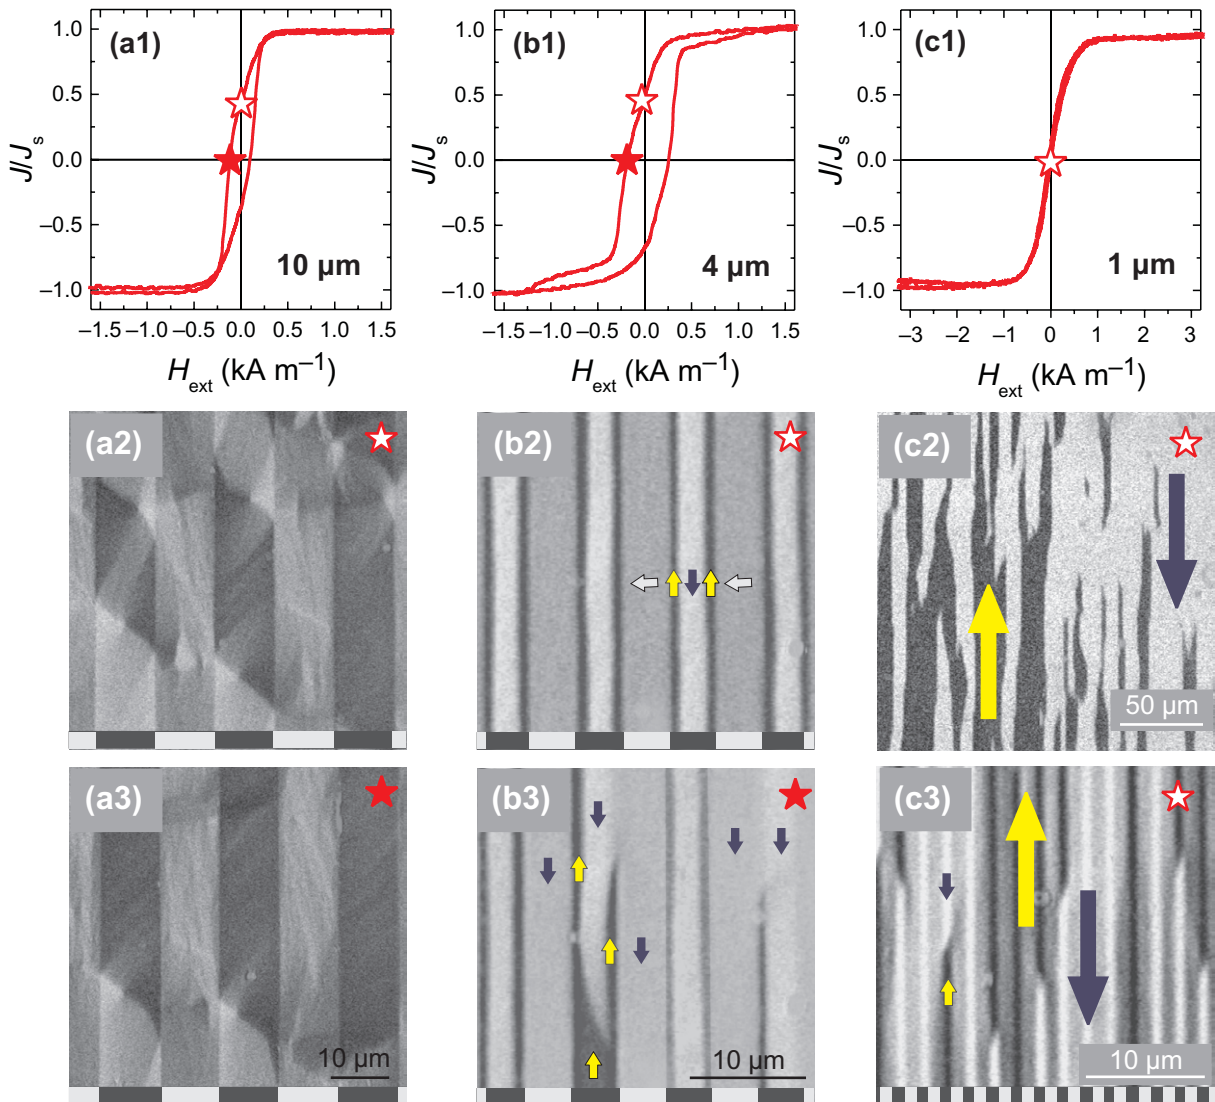 (a1)
J/Js
1.0
0.5
0.0
−0.5
−1.0
10 μm
−1.5 −1.0 −0.5 0.0 0.5 1.0 1.5
Hext (kA m−1)
(b1)
J/Js
1.0
0.5
0.0
−0.5
−1.0
4 μm
−1.5 −1.0 −0.5 0.0 0.5 1.0 1.5
Hext (kA m−1)
(c1)
J/Js
1.0
0.5
0.0
−0.5
−1.0
1 μm
−3 −2 −1 0 1 2 3
Hext (kA m−1)
(a2)
(b2)
(c2)
50 μm
(a3)
10 μm
(b3)
10 μm
(c3)
10 μm